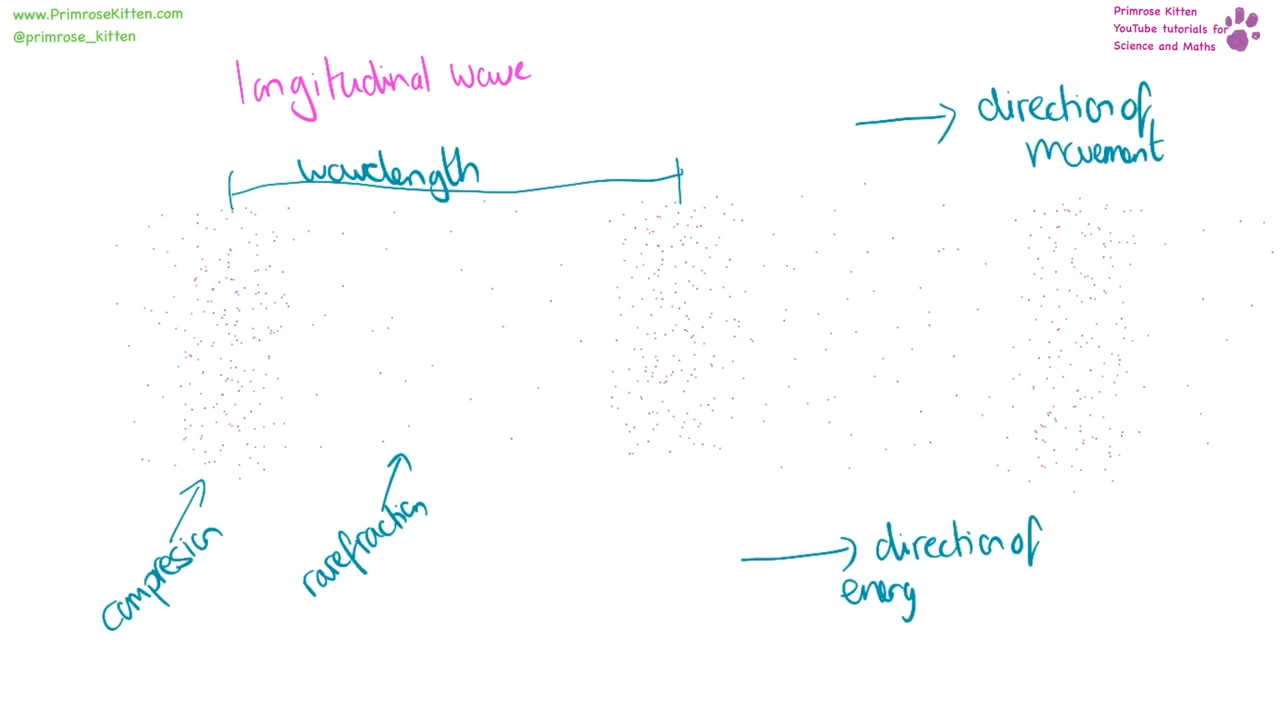 www.PrimroseKitten.com
@primrose_kitten
Primrose Kitten
YouTube tutorials for
Science and Maths
longitudinal wave
direction of
movement
wavelength
compresion
rarefraction
direction of
energy